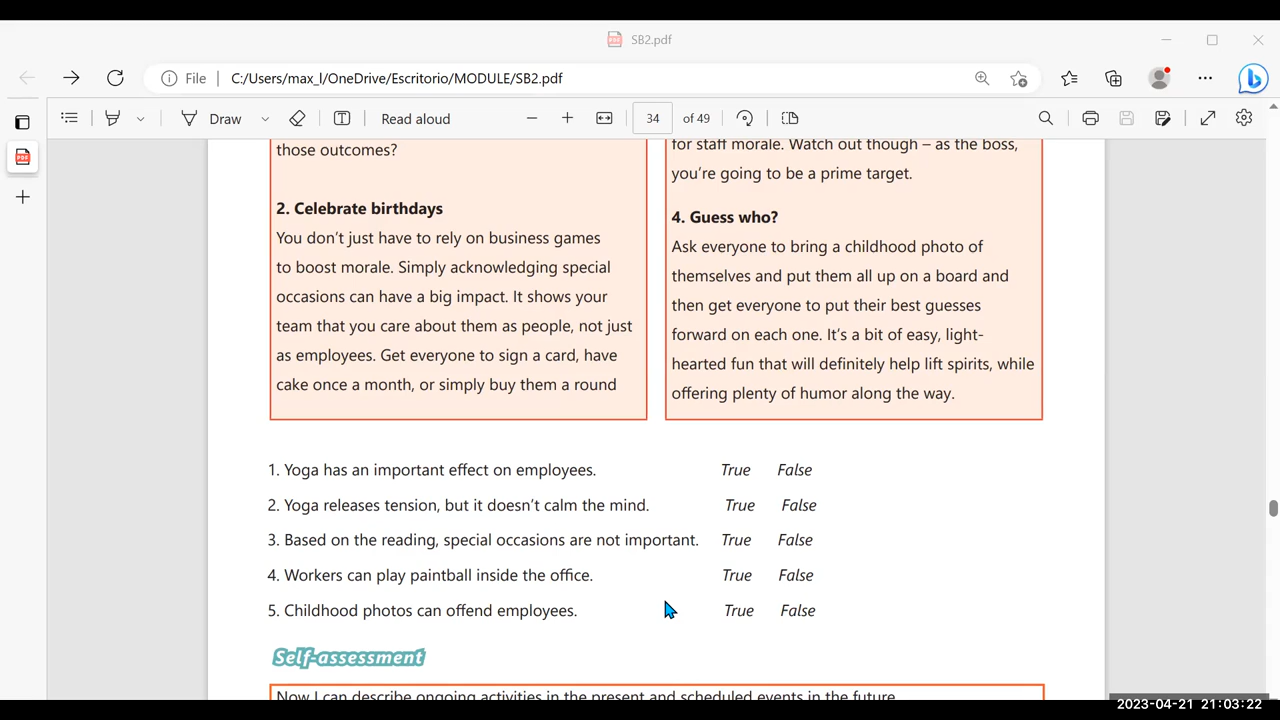 SB2.pdf
File
C:/Users/max_l/OneDrive/Escritorio/MODULE/SB2.pdf
Draw
Read aloud
34
of 49
those outcomes?
2. Celebrate birthdays
You don't just have to rely on business games
to boost morale. Simply acknowledging special
occasions can have a big impact. It shows your
team that you care about them as people, not just
as employees. Get everyone to sign a card, have
cake once a month, or simply buy them a round
for staff morale. Watch out though – as the boss,
you're going to be a prime target.
4. Guess who?
Ask everyone to bring a childhood photo of
themselves and put them all up on a board and
then get everyone to put their best guesses
forward on each one. It's a bit of easy, light-
hearted fun that will definitely help lift spirits, while
offering plenty of humor along the way.
1. Yoga has an important effect on employees. True False
2. Yoga releases tension, but it doesn't calm the mind. True False
3. Based on the reading, special occasions are not important. True False
4. Workers can play paintball inside the office. True False
5. Childhood photos can offend employees. True False
Self-assessment
Now I can describe ongoing activities in the present and scheduled events in the future.
2023-04-21 21:03:22